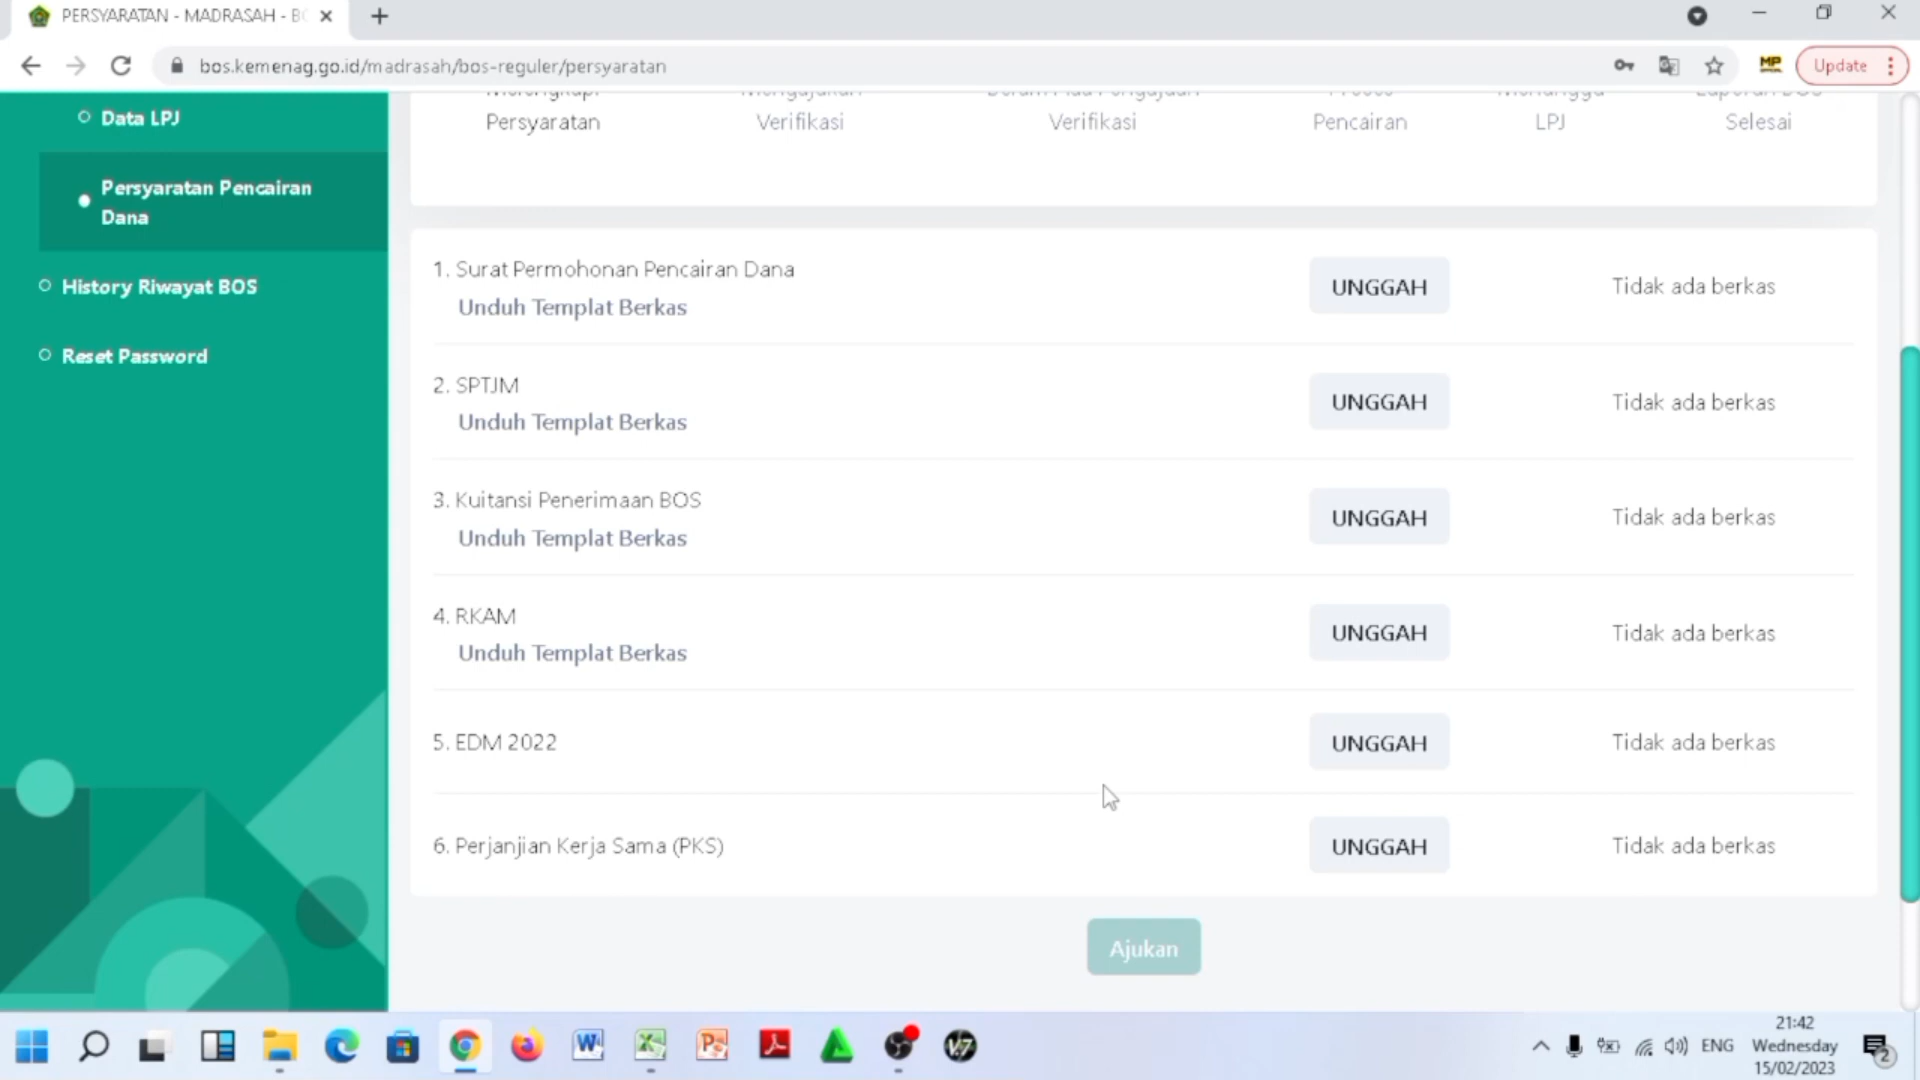 PERSYARATAN - MADRASAH - BO
bos.kemenag.go.id/madrasah/bos-reguler/persyaratan
MP
Update
Data LPJ
Persyaratan Pencairan
Dana
History Riwayat BOS
Reset Password
Persyaratan
Verifikasi
Verifikasi
Pencairan
LPJ
Selesai
1. Surat Permohonan Pencairan Dana
Unduh Templat Berkas
UNGGAH
Tidak ada berkas
2. SPTJM
Unduh Templat Berkas
UNGGAH
Tidak ada berkas
3. Kuitansi Penerimaan BOS
Unduh Templat Berkas
UNGGAH
Tidak ada berkas
4. RKAM
Unduh Templat Berkas
UNGGAH
Tidak ada berkas
5. EDM 2022
UNGGAH
Tidak ada berkas
6. Perjanjian Kerja Sama (PKS)
UNGGAH
Tidak ada berkas
Ajukan
V7
ENG
21:42
Wednesday
15/02/2023
2